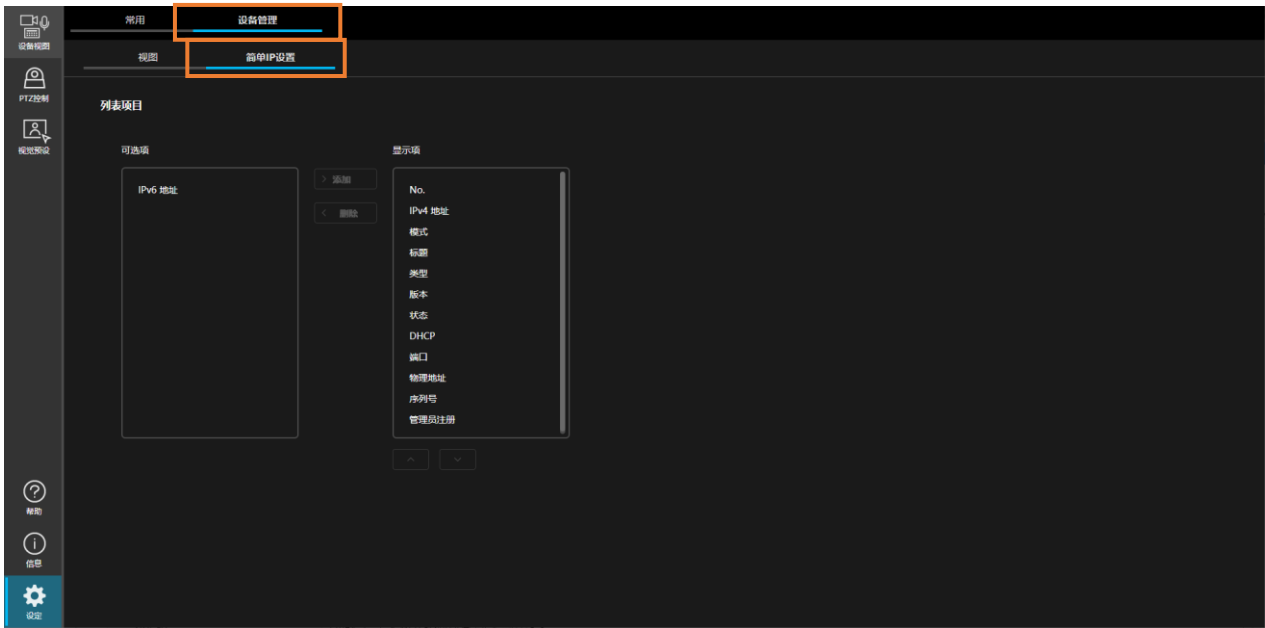 设备视图
PTZ控制
视觉预设
帮助
信息
设定
常用 设备管理
视图 简单IP设置
列表项目
可选项
IPv6 地址
添加
删除
显示项
No.
IPv4 地址
模式
标题
类型
版本
状态
DHCP
端口
物理地址
序列号
管理员注册